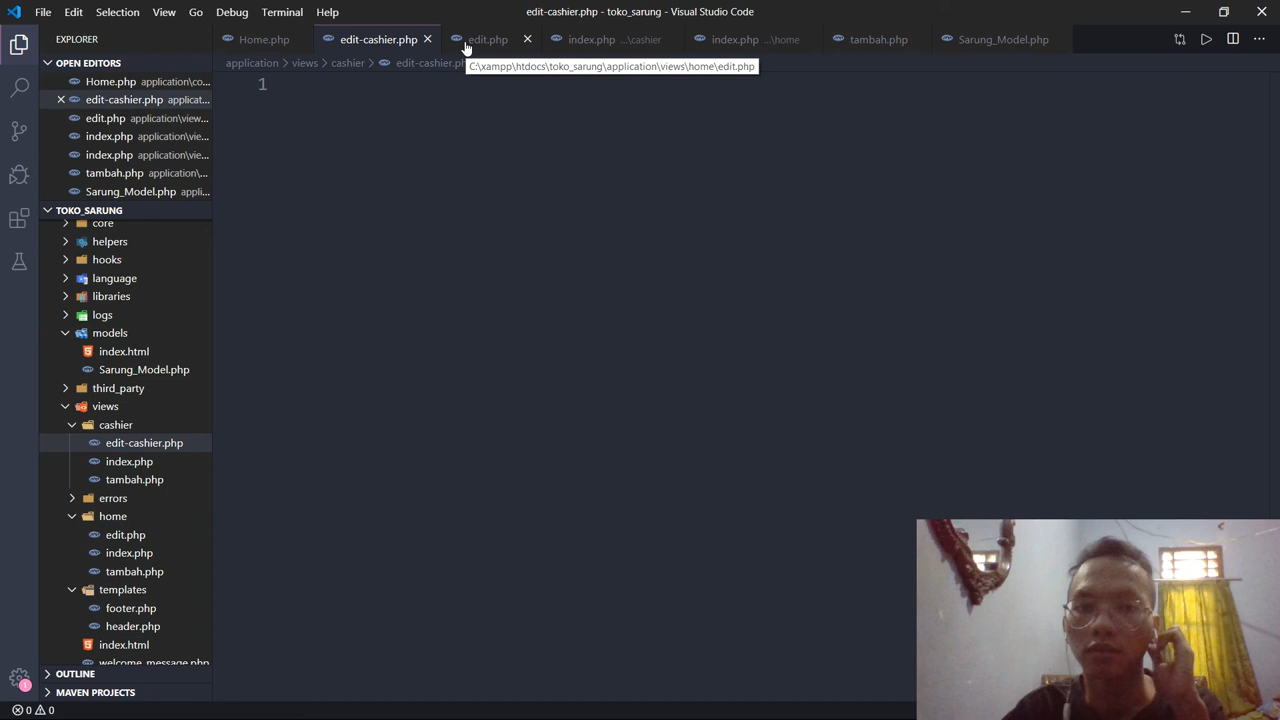 File Edit Selection View Go Debug Terminal Help
edit-cashier.php - toko_sarung - Visual Studio Code
EXPLORER
Home.php
edit-cashier.php
edit.php
index.php ...\cashier
index.php ...\home
tambah.php
Sarung_Model.php
OPEN EDITORS
application > views > cashier > edit-cashier.ph
C:\xampp\htdocs\toko_sarung\application\views\home\edit.php
Home.php application\co...
1
edit-cashier.php applicat...
edit.php application\view...
index.php application\vie...
index.php application\vie...
tambah.php application\...
Sarung_Model.php appli...
TOKO_SARUNG
core
helpers
hooks
language
libraries
logs
models
index.html
Sarung_Model.php
third_party
views
cashier
edit-cashier.php
index.php
tambah.php
errors
home
edit.php
index.php
tambah.php
templates
footer.php
header.php
index.html
welcome_message.php
OUTLINE
MAVEN PROJECTS
1
0 0